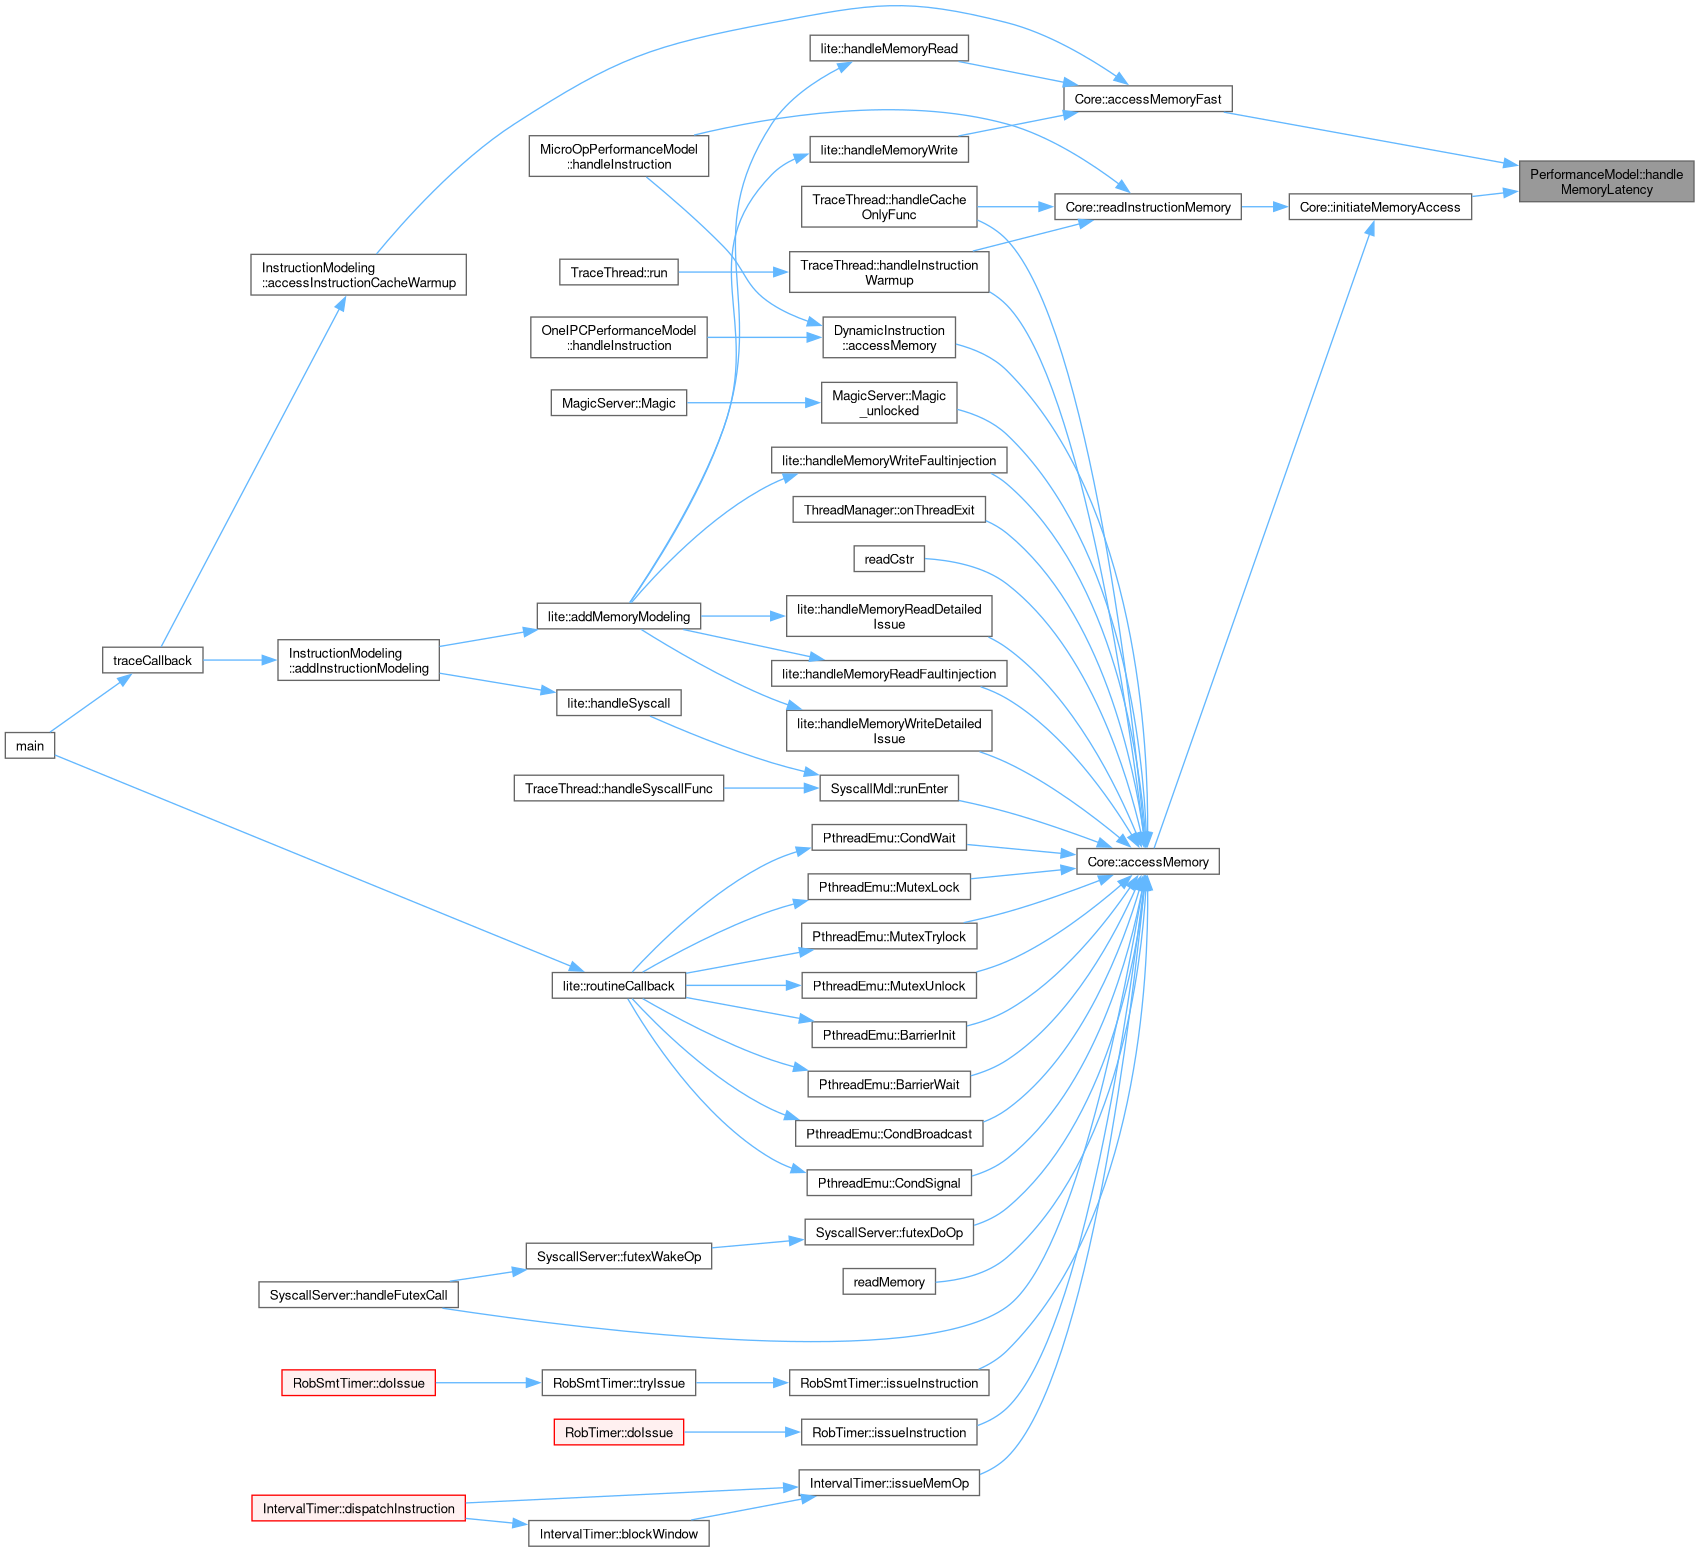 lite::handleMemoryRead
Core::accessMemoryFast
MicroOpPerformanceModel
::handleInstruction
lite::handleMemoryWrite
PerformanceModel::handle
MemoryLatency
TraceThread::handleCache
OnlyFunc
Core::readInstructionMemory
Core::initiateMemoryAccess
InstructionModeling
::accessInstructionCacheWarmup
TraceThread::run
TraceThread::handleInstruction
Warmup
OneIPCPerformanceModel
::handleInstruction
DynamicInstruction
::accessMemory
MagicServer::Magic
MagicServer::Magic
_unlocked
lite::handleMemoryWriteFaultinjection
ThreadManager::onThreadExit
readCstr
lite::addMemoryModeling
lite::handleMemoryReadDetailed
Issue
traceCallback
InstructionModeling
::addInstructionModeling
lite::handleMemoryReadFaultinjection
lite::handleSyscall
lite::handleMemoryWriteDetailed
Issue
main
TraceThread::handleSyscallFunc
SyscallMdl::runEnter
PthreadEmu::CondWait
Core::accessMemory
PthreadEmu::MutexLock
PthreadEmu::MutexTrylock
lite::routineCallback
PthreadEmu::MutexUnlock
PthreadEmu::BarrierInit
PthreadEmu::BarrierWait
PthreadEmu::CondBroadcast
PthreadEmu::CondSignal
SyscallServer::futexDoOp
SyscallServer::futexWakeOp
readMemory
SyscallServer::handleFutexCall
RobSmtTimer::doIssue
RobSmtTimer::tryIssue
RobSmtTimer::issueInstruction
RobTimer::doIssue
RobTimer::issueInstruction
IntervalTimer::issueMemOp
IntervalTimer::dispatchInstruction
IntervalTimer::blockWindow